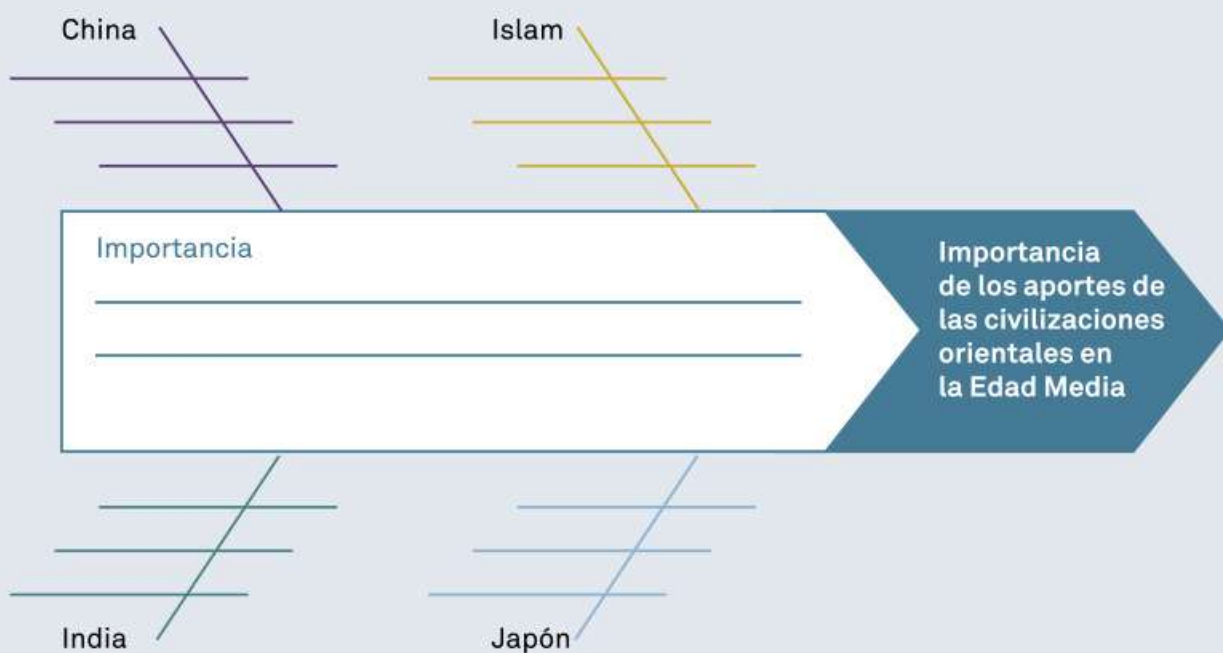 China
Islam
Importancia
Importancia
de los aportes de
las civilizaciones
orientales en
la Edad Media
India
Japón